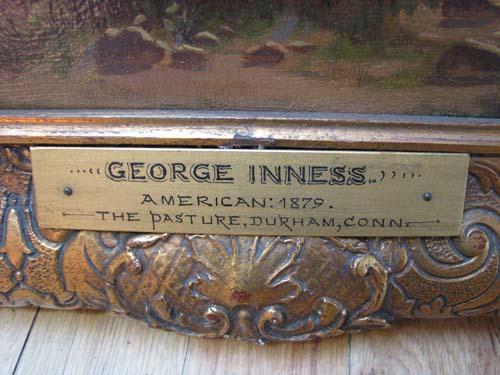 GEORGE INNESS.
AMERICAN: 1879.
THE PASTURE, DURHAM, CONN.